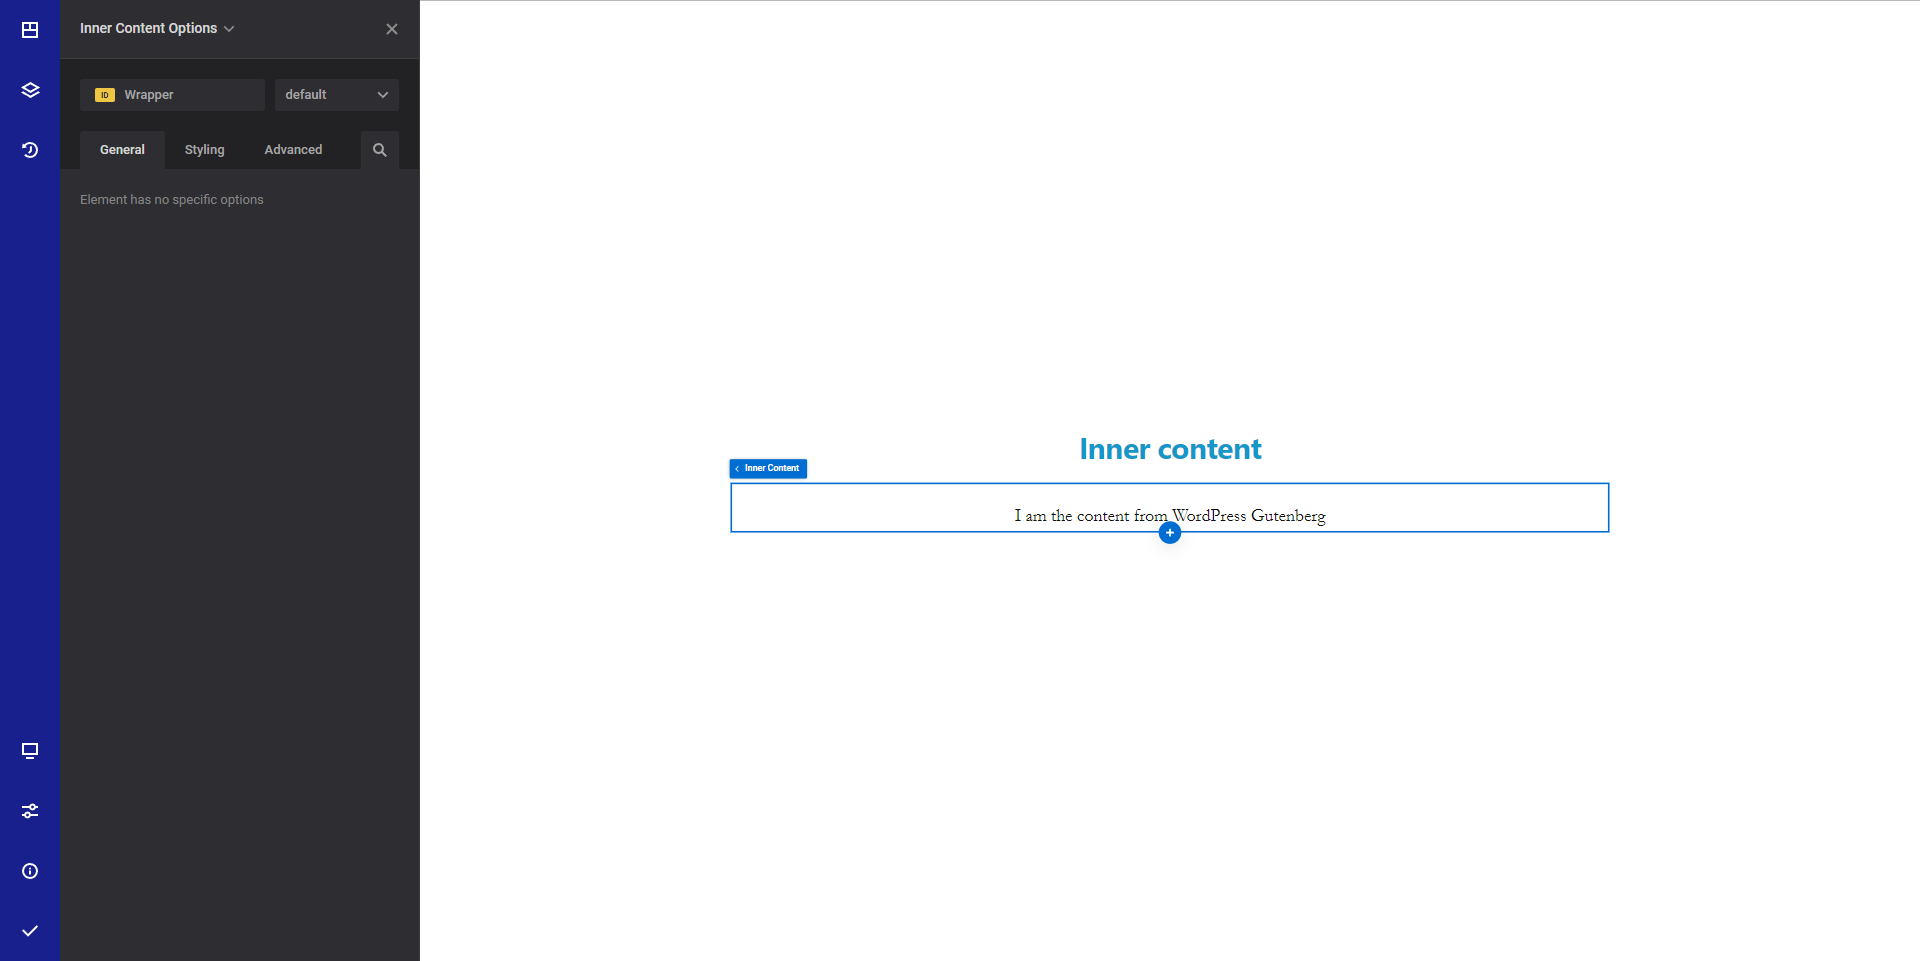 Inner Content Options
ID Wrapper
default
General Styling Advanced
Element has no specific options
Inner content
Inner Content
I am the content from WordPress Gutenberg